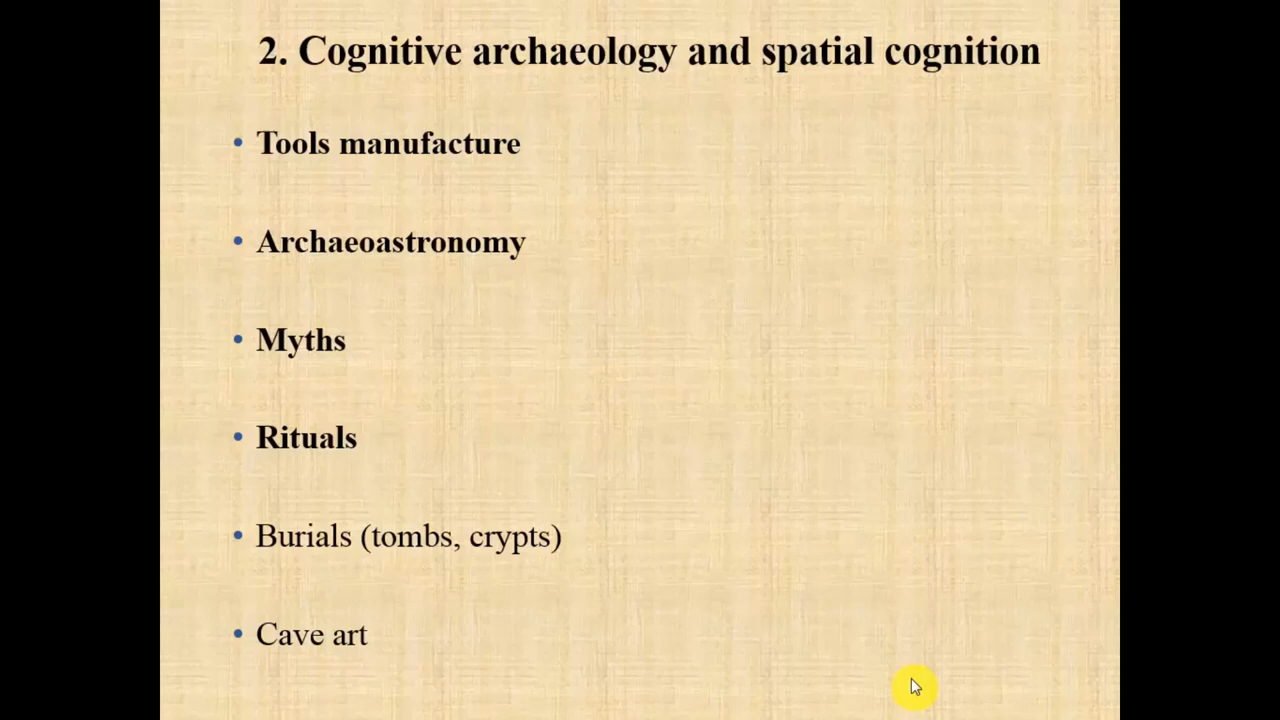 2. Cognitive archaeology and spatial cognition
• Tools manufacture
• Archaeoastronomy
• Myths
• Rituals
• Burials (tombs, crypts)
• Cave art